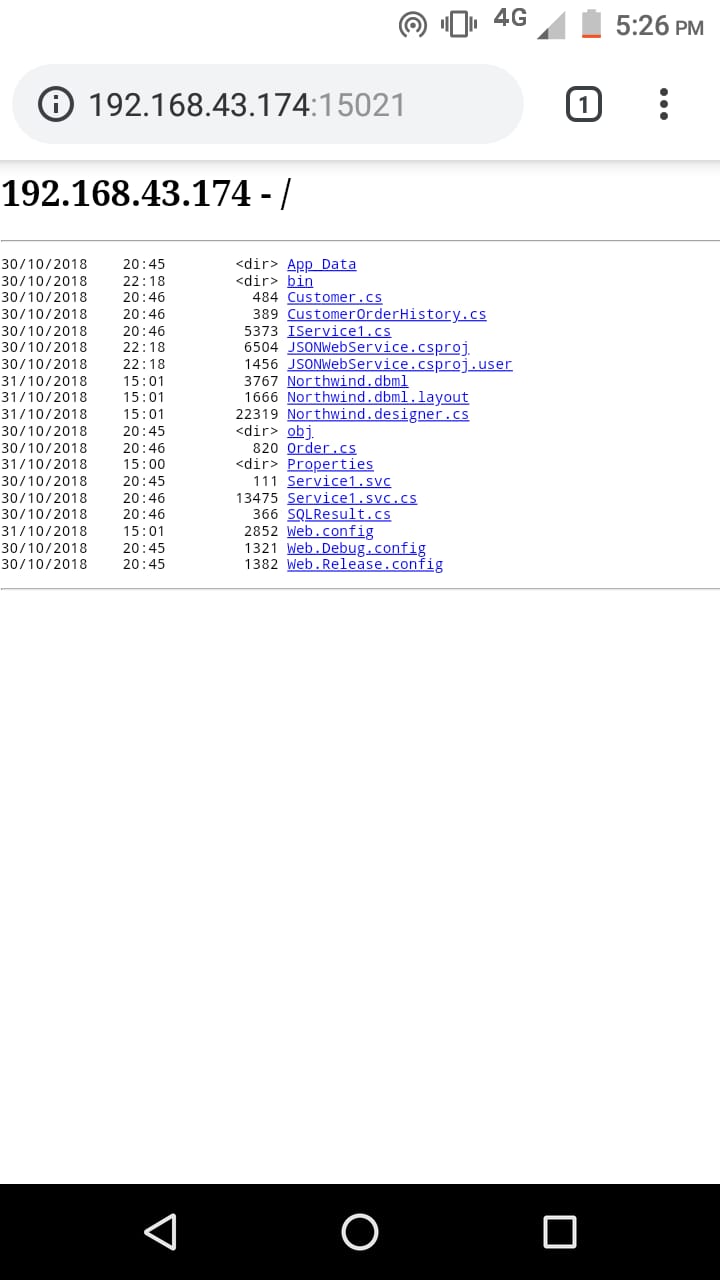 4G 5:26 PM
192.168.43.174:15021 1
192.168.43.174 - /
30/10/2018 20:45 <dir> App_Data
30/10/2018 22:18 <dir> bin
30/10/2018 20:46 484 Customer.cs
30/10/2018 20:46 389 CustomerOrderHistory.cs
30/10/2018 20:46 5373 IService1.cs
30/10/2018 22:18 6504 JSONWebService.csproj
30/10/2018 22:18 1456 JSONWebService.csproj.user
31/10/2018 15:01 3767 Northwind.dbml
31/10/2018 15:01 1666 Northwind.dbml.layout
31/10/2018 15:01 22319 Northwind.designer.cs
30/10/2018 20:45 <dir> obj
30/10/2018 20:46 820 Order.cs
31/10/2018 15:00 <dir> Properties
30/10/2018 20:45 111 Service1.svc
30/10/2018 20:46 13475 Service1.svc.cs
30/10/2018 20:46 366 SQLResult.cs
31/10/2018 15:01 2852 Web.config
30/10/2018 20:45 1321 Web.Debug.config
30/10/2018 20:45 1382 Web.Release.config